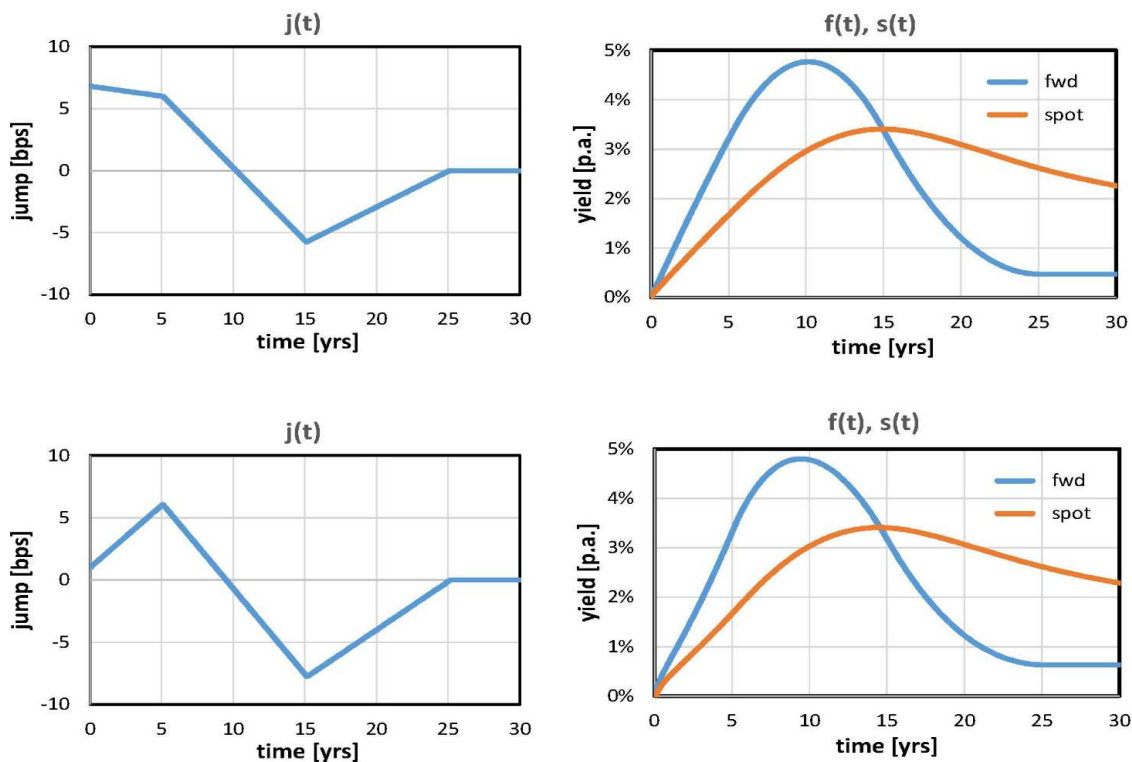 j(t)
jump [bps]
10
5
0
-5
-10
0 5 10 15 20 25 30
time [yrs]
f(t), s(t)
yield [p.a.]
5%
4%
3%
2%
1%
0%
fwd
spot
0 5 10 15 20 25 30
time [yrs]
j(t)
jump [bps]
10
5
0
-5
-10
0 5 10 15 20 25 30
time [yrs]
f(t), s(t)
yield [p.a.]
5%
4%
3%
2%
1%
0%
fwd
spot
0 5 10 15 20 25 30
time [yrs]